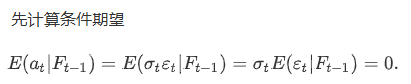 先计算条件期望
E(a_t|F_{t−1}) = E(σ_tε_t|F_{t−1}) = σ_tE(ε_t|F_{t−1}) = 0.